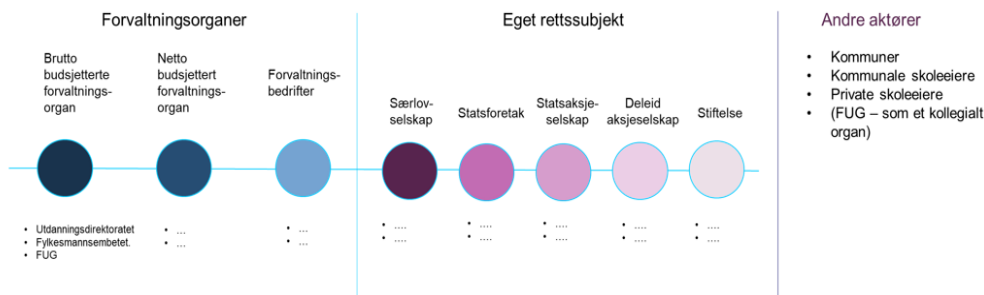 Forvaltningsorganer
Brutto
budsjetterte
forvaltnings-
organ
Netto
budsjettert
forvaltnings-
organ
Forvaltnings-
bedrifter
• Utdanningsdirektoratet
• Fylkesmannsembetet.
• FUG
• …
• …
• …
• …
Eget rettssubjekt
Særlov-
selskap
Statsforetak
Statsaksje-
selskap
Deleid
aksjeselskap
Stiftelse
• ….
• ….
• ….
• ….
• ….
• ….
• ….
• ….
• ….
• ….
Andre aktører
• Kommuner
• Kommunale skoleeiere
• Private skoleeiere
• (FUG – som et kollegialt
organ)